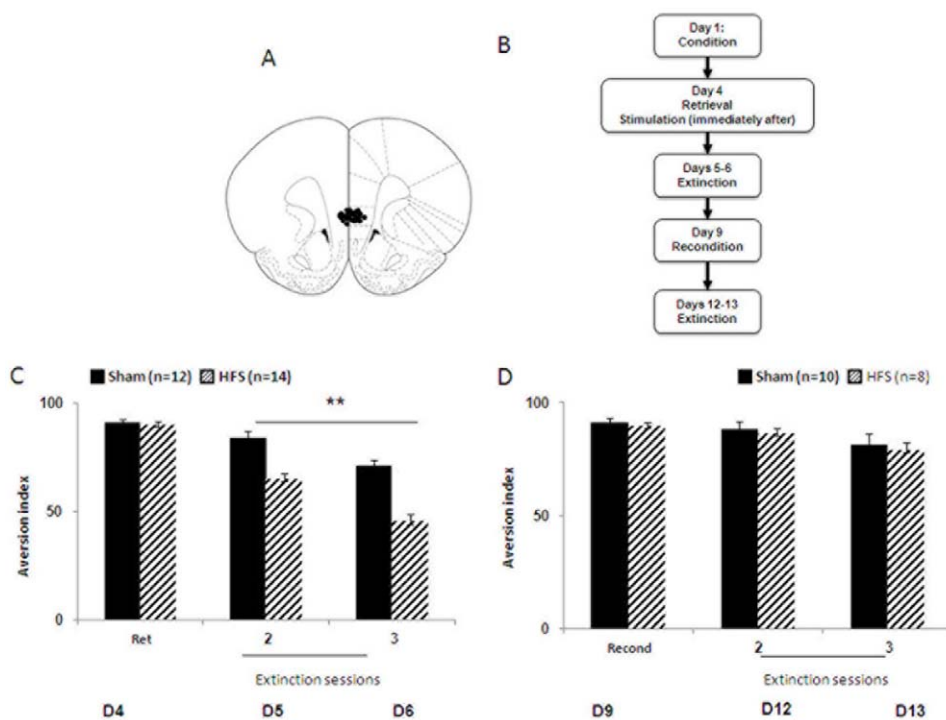 A
B
Day 1:
Condition
Day 4
Retrieval
Stimulation (immediately after)
Days 5-6
Extinction
Day 9
Recondition
Days 12-13
Extinction
C
Sham (n=12) HFS (n=14)
100
50
0
Aversion index
**
Ret 2 3
Extinction sessions
D4 D5 D6
D
Sham (n=10) HFS (n=8)
100
50
0
Aversion index
Recond 2 3
Extinction sessions
D9 D12 D13